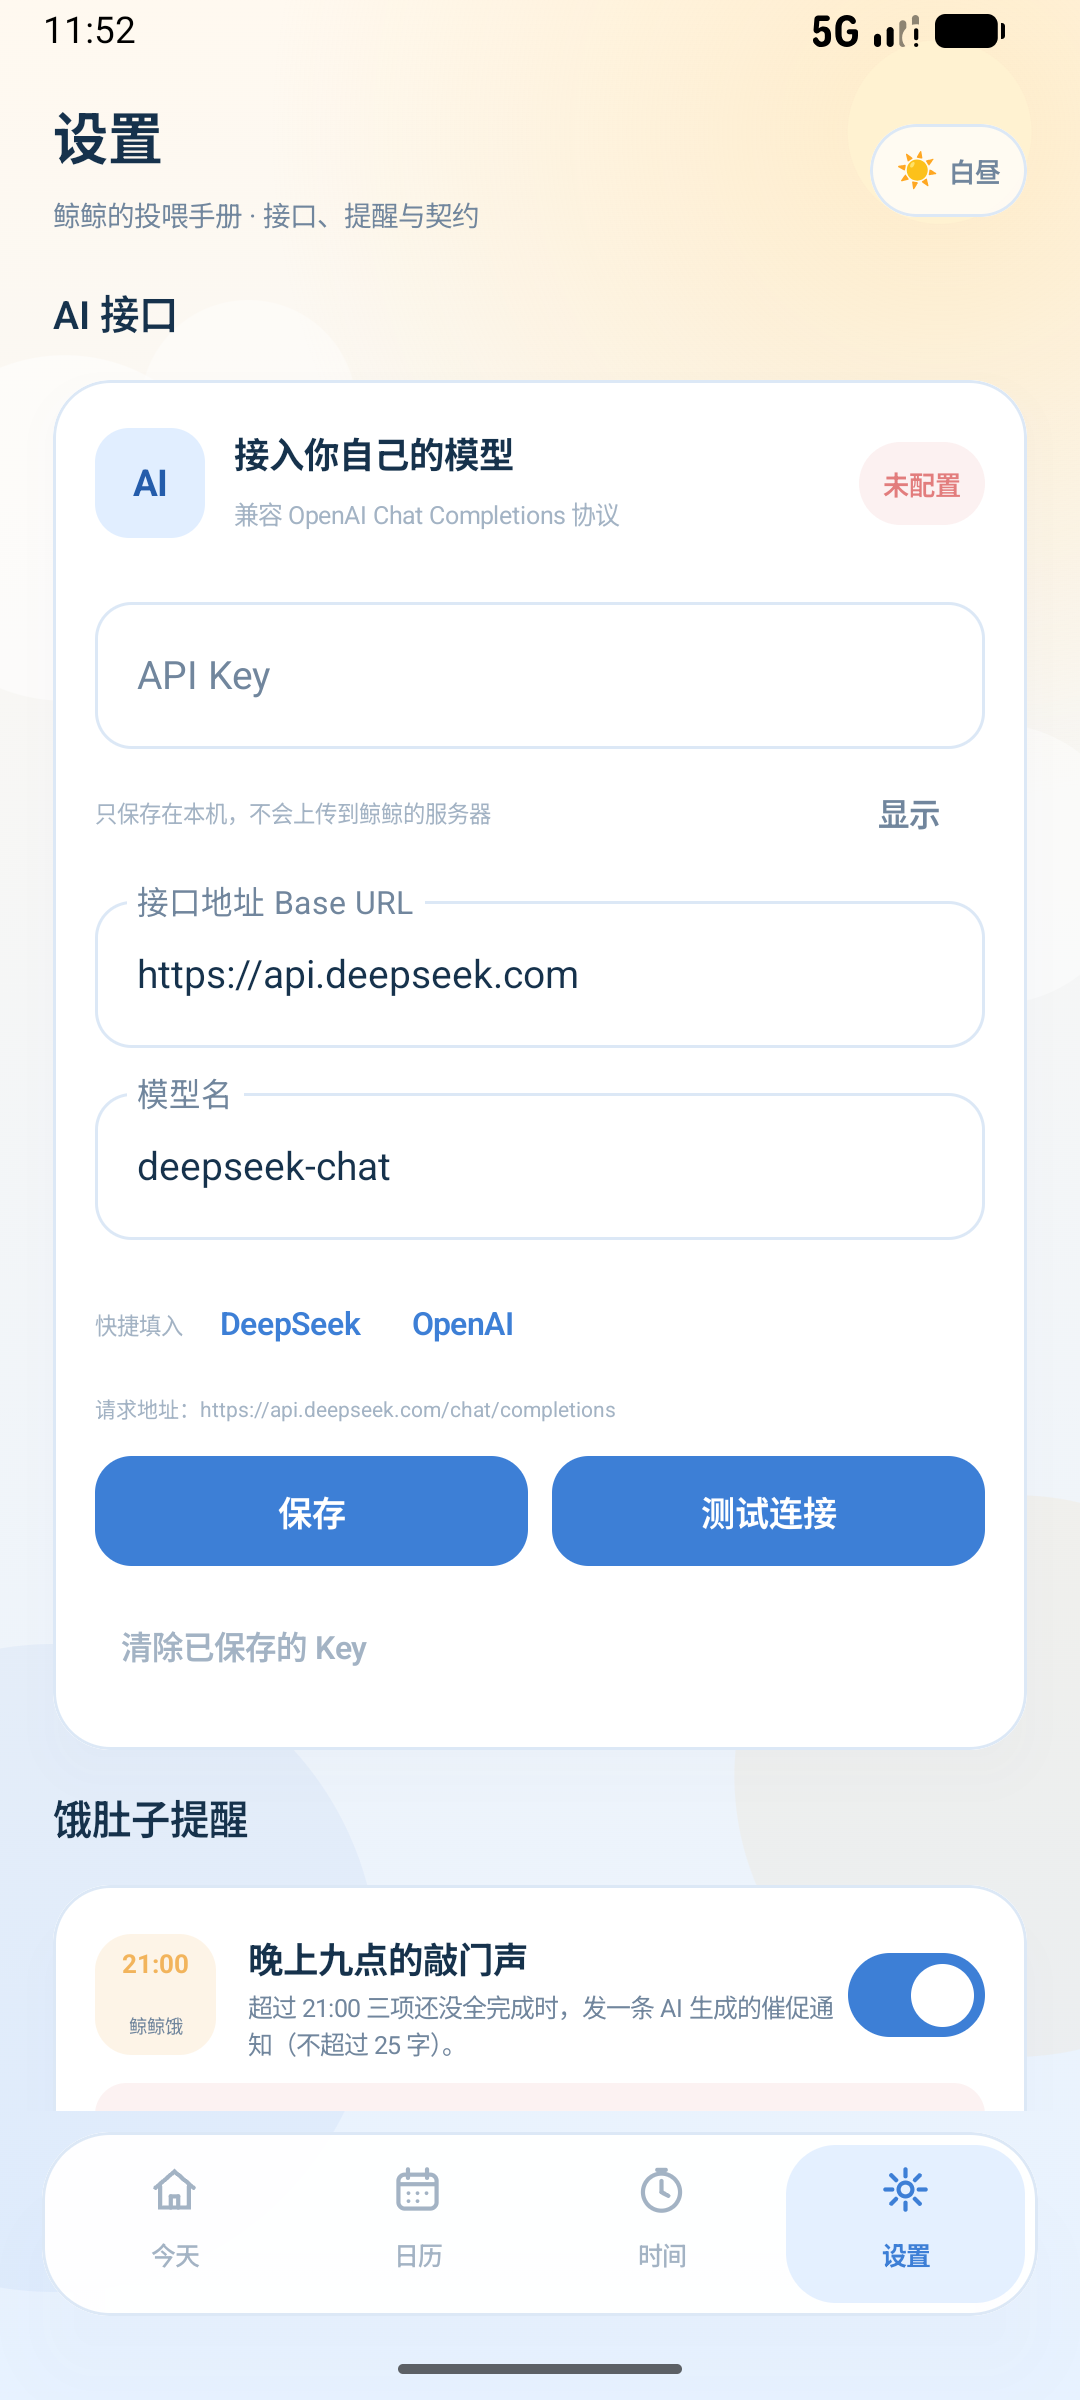 11:52
5G
设置
白昼
鲸鲸的投喂手册 · 接口、提醒与契约
AI 接口
AI
接入你自己的模型
兼容 OpenAI Chat Completions 协议
未配置
API Key
只保存在本机，不会上传到鲸鲸的服务器
显示
接口地址 Base URL
https://api.deepseek.com
模型名
deepseek-chat
快捷填入 DeepSeek OpenAI
请求地址：https://api.deepseek.com/chat/completions
保存
测试连接
清除已保存的 Key
饿肚子提醒
21:00
鲸鲸饿
晚上九点的敲门声
超过 21:00 三项还没全完成时，发一条 AI 生成的催促通
知（不超过 25 字）。
今天
日历
时间
设置